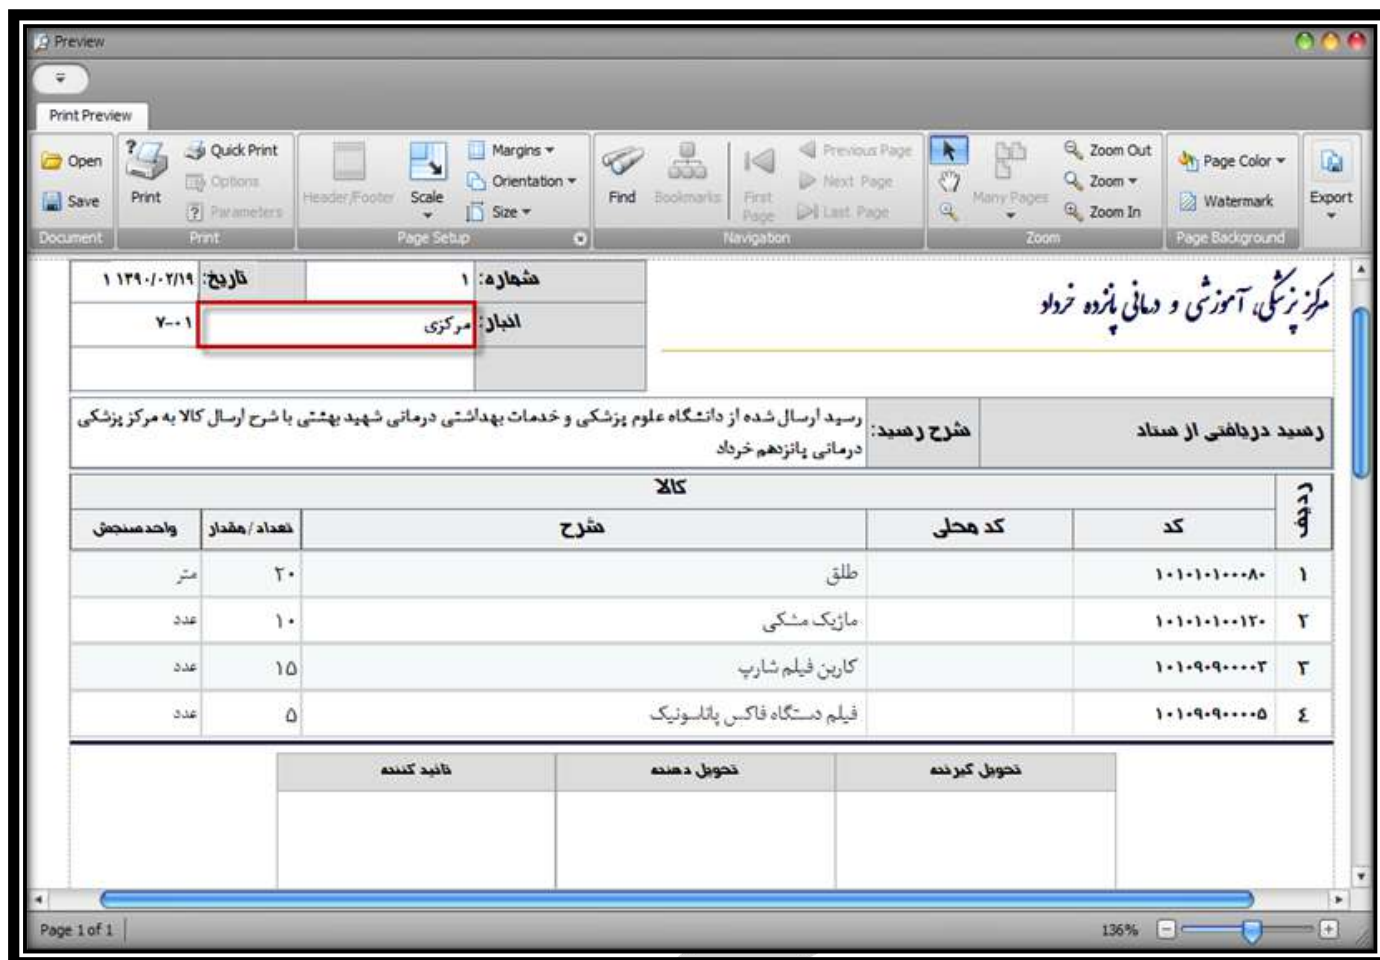 Preview
Print Preview
Open
Save
Document
Print
Quick Print
Options
Parameters
Print
Header/Footer
Scale
Margins
Orientation
Size
Page Setup
Find
Bookmarks
First Page
Previous Page
Next Page
Last Page
Navigation
Many Pages
Zoom Out
Zoom
Zoom In
Zoom
Page Color
Watermark
Page Background
Export
مرکز پزشکی، آموزشی و درمانی پانزده خرداد
شماره: ۱
تاریخ: ۱۳۹۰/۰۲/۱۹ ۱
انبار: مرکزی
۷--۰۱
رسید دریافتی از ستاد
شرح رسید:
رسید ارسال شده از دانشگاه علوم پزشکی و خدمات بهداشتی درمانی شهید بهشتی با شرح ارسال کالا به مرکز پزشکی
درمانی پانزدهم خرداد
ردیف
کالا
کد کد محلی شرح تعداد/مقدار واحدسنجش
۱ ۱۰۱۰۱۰۱۰۰۰۸۰ طلق ۲۰ متر
۲ ۱۰۱۰۱۰۱۰۰۱۲۰ ماژیک مشکی ۱۰ عدد
۳ ۱۰۱۰۹۰۹۰۰۰۰۳ کاربن فیلم شارپ ۱۵ عدد
٤ ۱۰۱۰۹۰۹۰۰۰۰۵ فیلم دستگاه فاکس پاناسونیک ۵ عدد
تحویل گیرنده تحویل دهنده تائید کننده
Page 1 of 1
136%